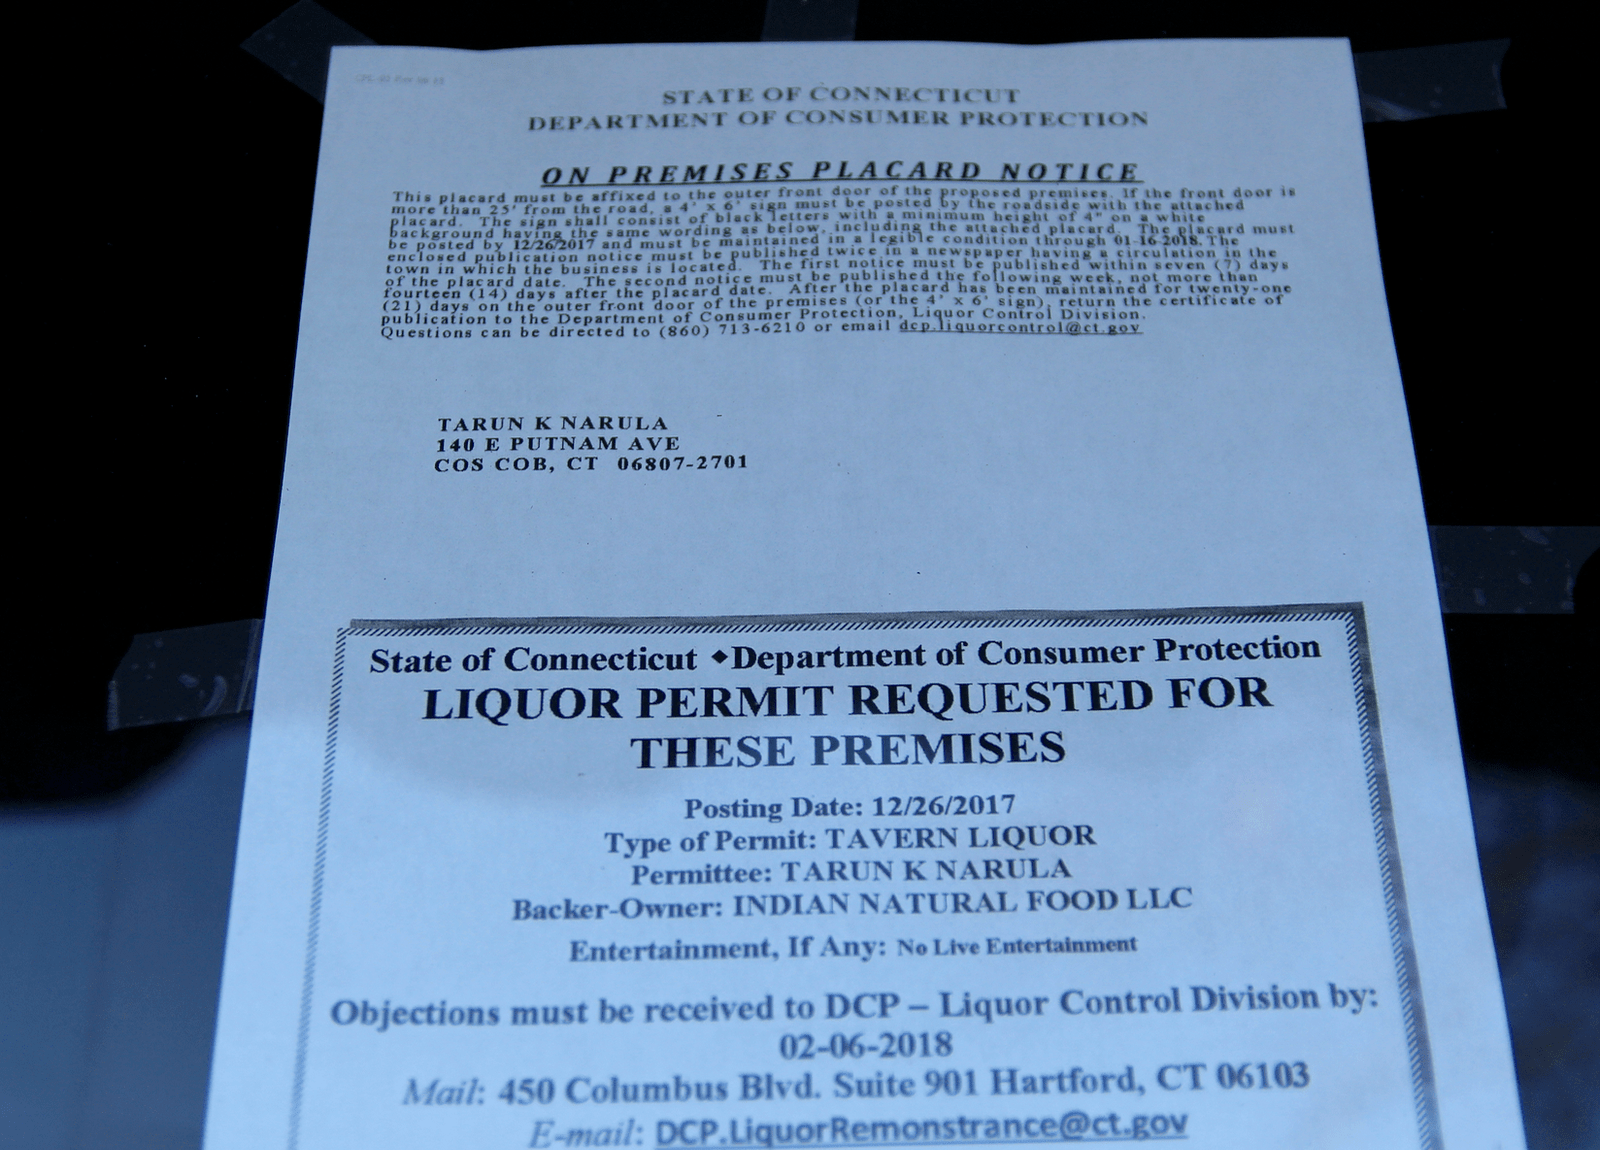 STATE OF CONNECTICUT
DEPARTMENT OF CONSUMER PROTECTION
ON PREMISES PLACARD NOTICE
This placard must be affixed to the outer front door of the proposed premises. If the front door is
more than 25' from the road, a 4' x 6' sign must be posted by the roadside with the attached
placard. The sign shall consist of black letters with a minimum height of 4" on a white
background having the same wording as below, including the attached placard. The placard must
be posted by 12/26/2017 and must be maintained in a legible condition through 01-16-2018. The
enclosed publication notice must be published twice in a newspaper having a circulation in the
town in which the business is located. The first notice must be published within seven (7) days
of the placard date. The second notice must be published the following week, not more than
fourteen (14) days after the placard date. After the placard has been maintained for twenty-one
(21) days on the outer front door of the premises (or the 4' x 6' sign), return the certificate of
publication to the Department of Consumer Protection, Liquor Control Division.
Questions can be directed to (860) 713-6210 or email dcp.liquorcontrol@ct.gov
TARUN K NARULA
140 E PUTNAM AVE
COS COB, CT 06807-2701
State of Connecticut ◆Department of Consumer Protection
LIQUOR PERMIT REQUESTED FOR
THESE PREMISES
Posting Date: 12/26/2017
Type of Permit: TAVERN LIQUOR
Permittee: TARUN K NARULA
Backer-Owner: INDIAN NATURAL FOOD LLC
Entertainment, If Any: No Live Entertainment
Objections must be received to DCP – Liquor Control Division by:
02-06-2018
Mail: 450 Columbus Blvd. Suite 901 Hartford, CT 06103
E-mail: DCP.LiquorRemonstrance@ct.gov